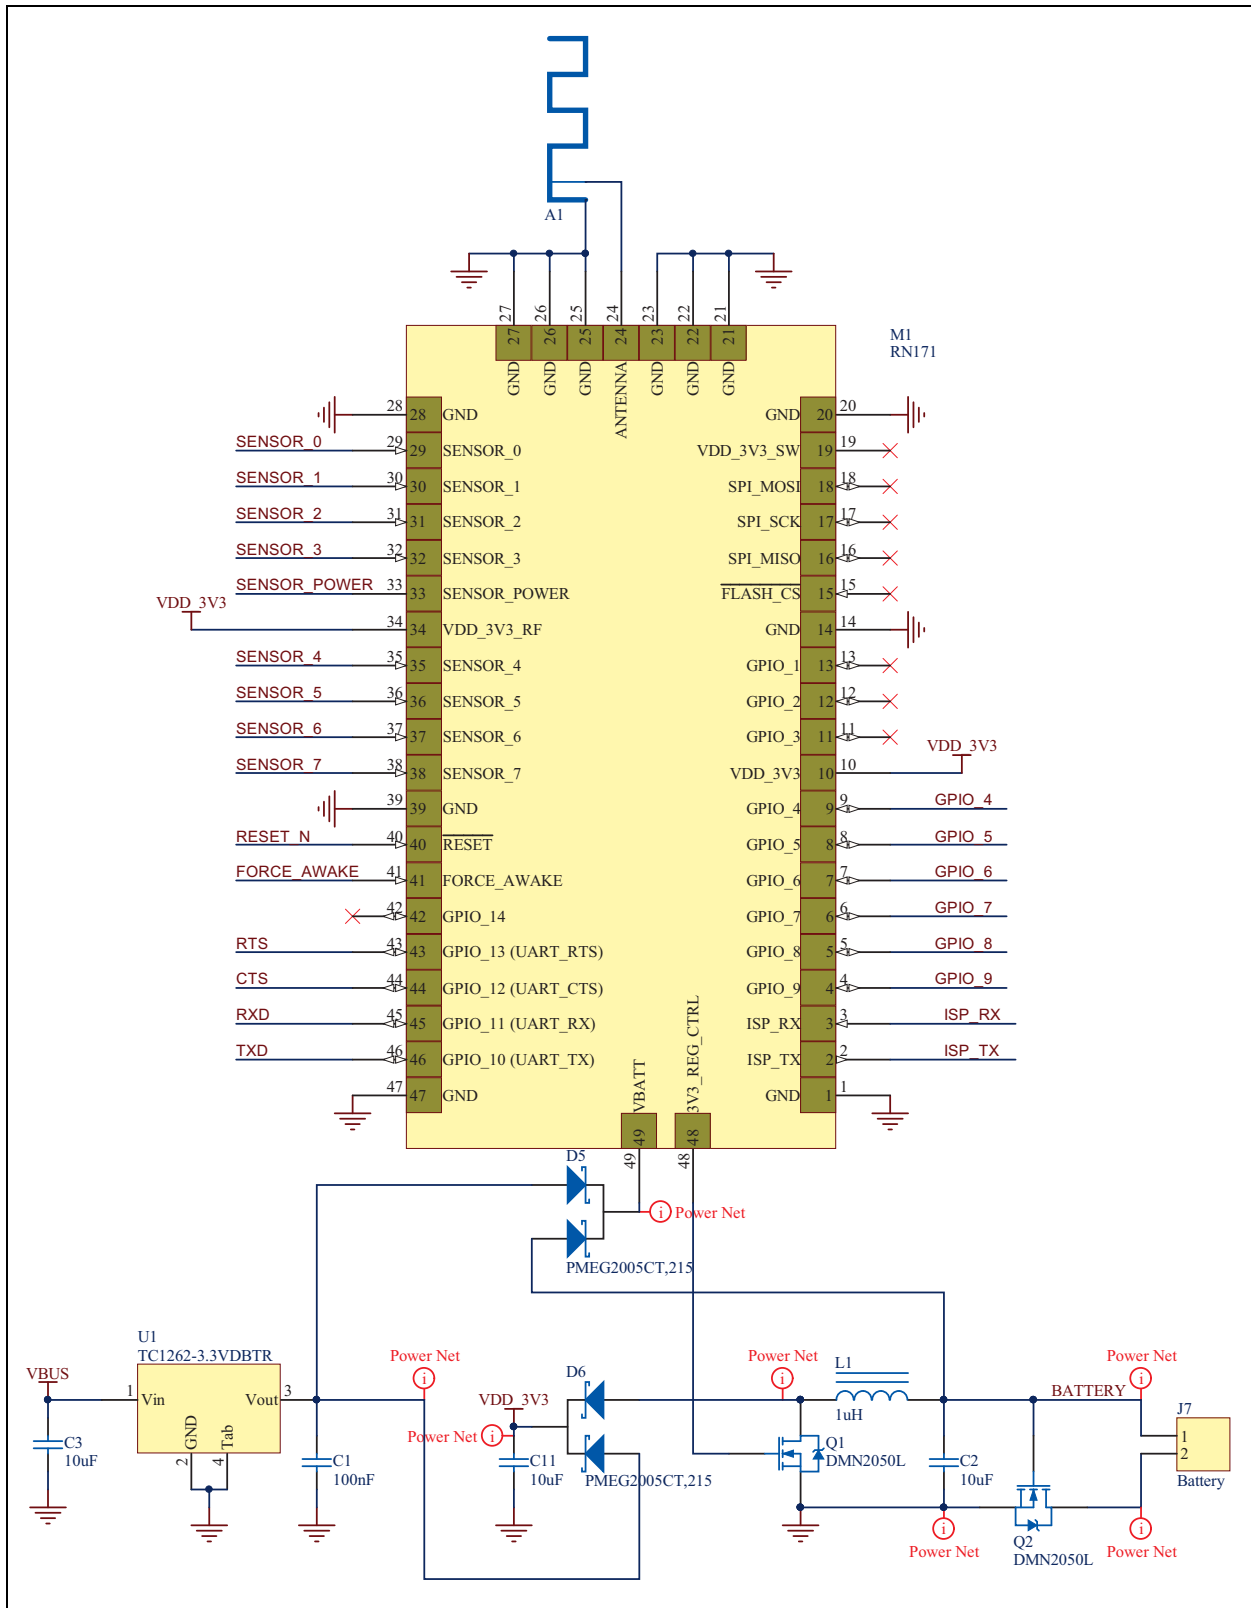 A1
27 26 25 24 23 22 21
27 26 25 24 23 22 21
GND GND GND ANTENNA GND GND GND
M1
RN171
28 28 GND
SENSOR_0 29 29 SENSOR_0
SENSOR_1 30 30 SENSOR_1
SENSOR_2 31 31 SENSOR_2
SENSOR_3 32 32 SENSOR_3
SENSOR_POWER 33 33 SENSOR_POWER
VDD_3V3
34 34 VDD_3V3_RF
SENSOR_4 35 35 SENSOR_4
SENSOR_5 36 36 SENSOR_5
SENSOR_6 37 37 SENSOR_6
SENSOR_7 38 38 SENSOR_7
39 39 GND
RESET_N 40 40 RESET
FORCE_AWAKE 41 41 FORCE_AWAKE
42 42 GPIO_14
RTS 43 43 GPIO_13 (UART_RTS)
CTS 44 44 GPIO_12 (UART_CTS)
RXD 45 45 GPIO_11 (UART_RX)
TXD 46 46 GPIO_10 (UART_TX)
47 47 GND
GND 20 20
VDD_3V3_SW 19 19
SPI_MOSI 18 18
SPI_SCK 17 17
SPI_MISO 16 16
FLASH_CS 15 15
GND 14 14
GPIO_1 13 13
GPIO_2 12 12
GPIO_3 11 11
VDD_3V3
VDD_3V3 10 10
GPIO_4 9 9 GPIO_4
GPIO_5 8 8 GPIO_5
GPIO_6 7 7 GPIO_6
GPIO_7 6 6 GPIO_7
GPIO_8 5 5 GPIO_8
GPIO_9 4 4 GPIO_9
ISP_RX 3 3 ISP_RX
ISP_TX 2 2 ISP_TX
GND 1 1
VBATT 3V3_REG_CTRL
49 48
49 48
D5
i Power Net
PMEG2005CT,215
U1
TC1262-3.3VDBTR
VBUS
1 Vin Vout 3
GND Tab
2 4
C3
10uF
C1
100nF
Power Net
i
VDD_3V3
Power Net i
C11
10uF
D6
PMEG2005CT,215
Power Net
i
L1
1uH
Q1
DMN2050L
C2
10uF
BATTERY
Power Net
i
J7
1
2
Battery
i
Power Net
Q2
DMN2050L
i
Power Net